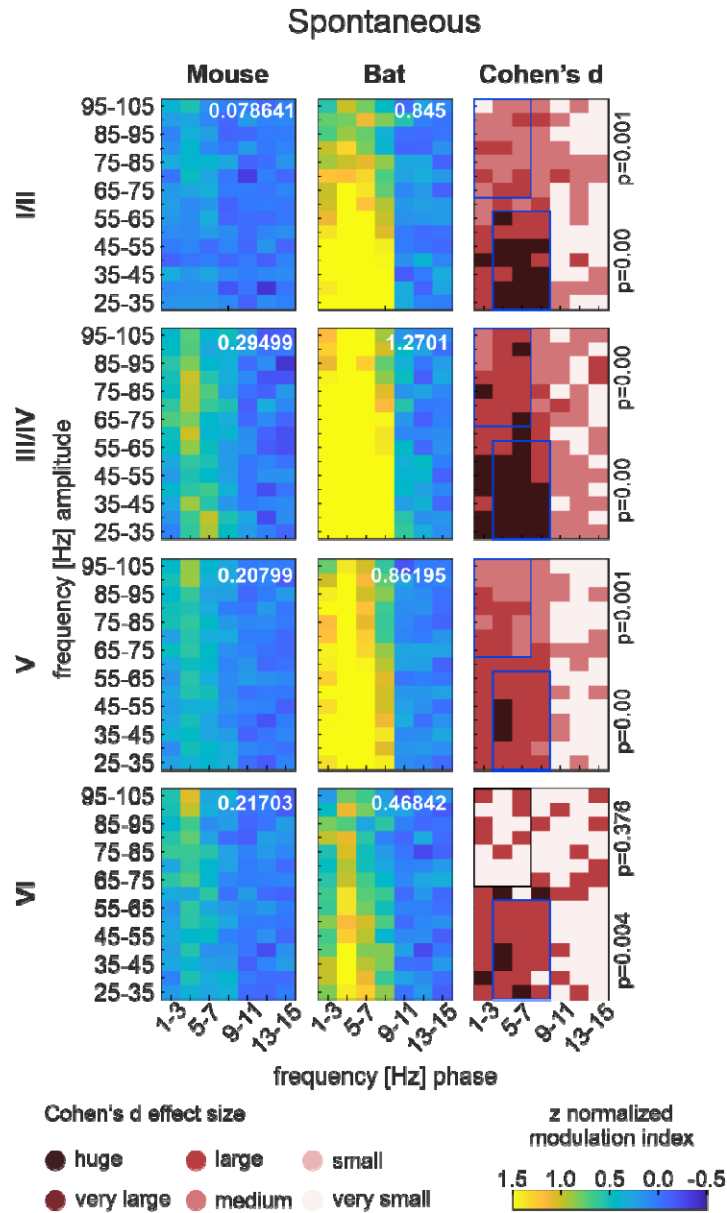 Spontaneous
Mouse Bat Cohen's d
I/II
95-105
85-95
75-85
65-75
55-65
45-55
35-45
25-35
0.078641
0.845
p=0.001
p=0.00
III/IV
95-105
85-95
75-85
65-75
55-65
45-55
35-45
25-35
0.29499
1.2701
p=0.00
p=0.00
frequency [Hz] amplitude
V
95-105
85-95
75-85
65-75
55-65
45-55
35-45
25-35
0.20799
0.86195
p=0.001
p=0.00
VI
95-105
85-95
75-85
65-75
55-65
45-55
35-45
25-35
0.21703
0.46842
p=0.376
p=0.004
1-3 5-7 9-11 13-15 1-3 5-7 9-11 13-15 1-3 5-7 9-11 13-15
frequency [Hz] phase
Cohen's d effect size
huge large small
very large medium very small
z normalized
modulation index
1.5 1.0 0.5 0.0 -0.5